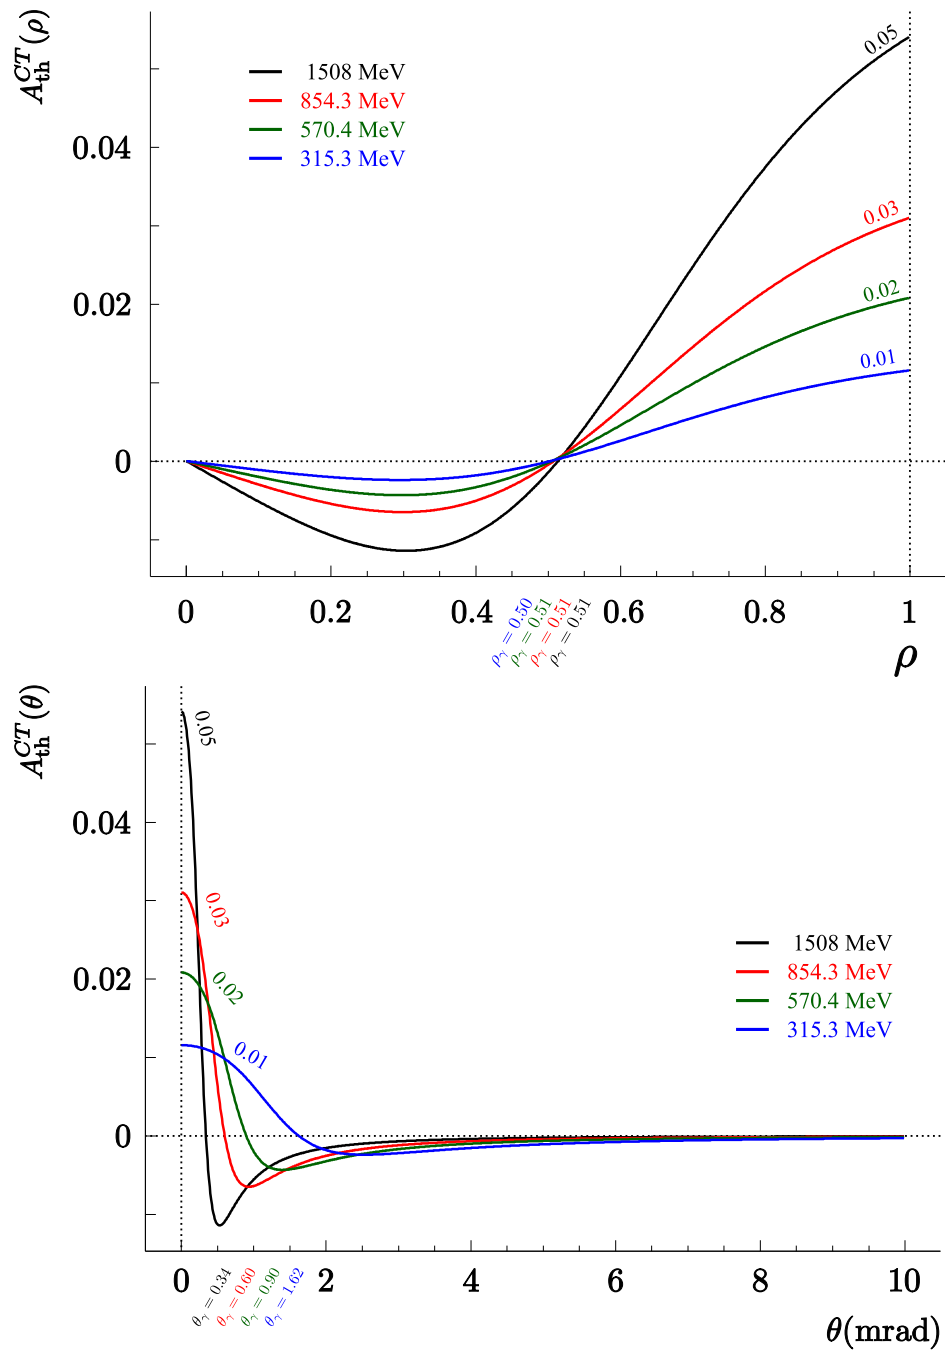 A_th^CT(ρ)
1508 MeV
854.3 MeV
570.4 MeV
315.3 MeV
0.05
0.03
0.02
0.01
0.04
0.02
0
0 0.2 0.4 0.6 0.8 1
ρ_γ = 0.50
ρ_γ = 0.51
ρ_γ = 0.51
ρ_γ = 0.51
ρ
A_th^CT(θ)
0.05
0.03
0.02
0.01
0.04
0.02
0
1508 MeV
854.3 MeV
570.4 MeV
315.3 MeV
0 2 4 6 8 10
θ_γ = 0.34
θ_γ = 0.60
θ_γ = 0.90
θ_γ = 1.62
θ(mrad)